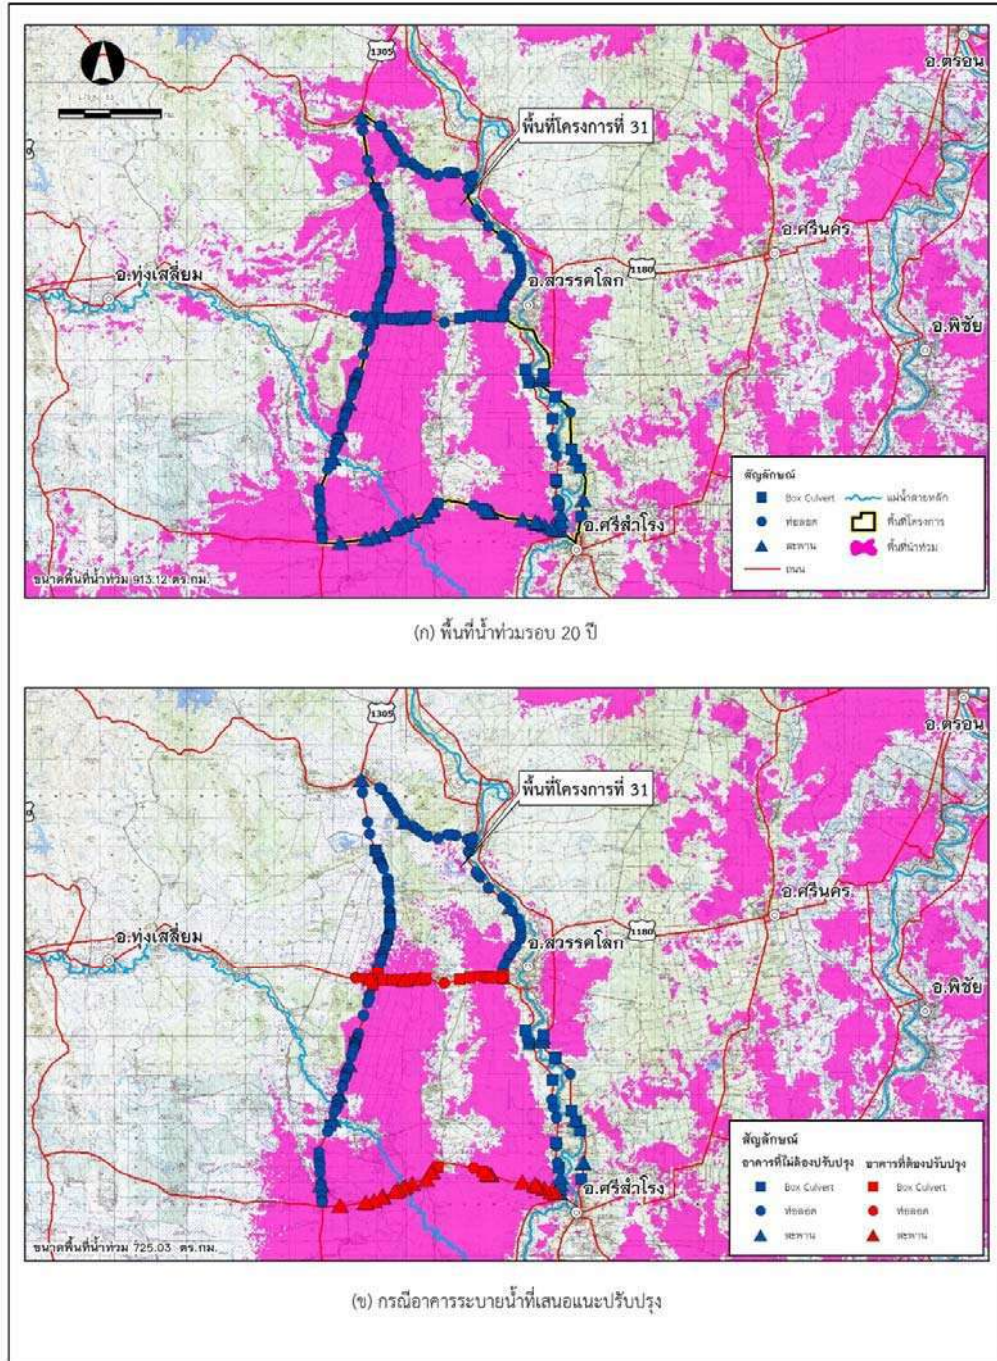 1305
อ.ตรอน
พื้นที่โครงการที่ 31
อ.ศรีนคร
1180
อ.ทุ่งเสลี่ยม
อ.สวรรคโลก
อ.พิชัย
อ.ศรีสำโรง
สัญลักษณ์
Box Culvert
แม่น้ำสายหลัก
ท่อลอด
พื้นที่โครงการ
สะพาน
พื้นที่น้ำท่วม
ถนน
ขนาดพื้นที่น้ำท่วม 913.12 ตร.กม.
(ก) พื้นที่น้ำท่วมรอบ 20 ปี
1305
อ.ตรอน
พื้นที่โครงการที่ 31
อ.ศรีนคร
1180
อ.ทุ่งเสลี่ยม
อ.สวรรคโลก
อ.พิชัย
อ.ศรีสำโรง
สัญลักษณ์
อาคารที่ไม่ต้องปรับปรุง อาคารที่ต้องปรับปรุง
Box Culvert Box Culvert
ท่อลอด ท่อลอด
สะพาน สะพาน
ขนาดพื้นที่น้ำท่วม 725.03 ตร.กม.
(ข) กรณีอาคารระบายน้ำที่เสนอแนะปรับปรุง